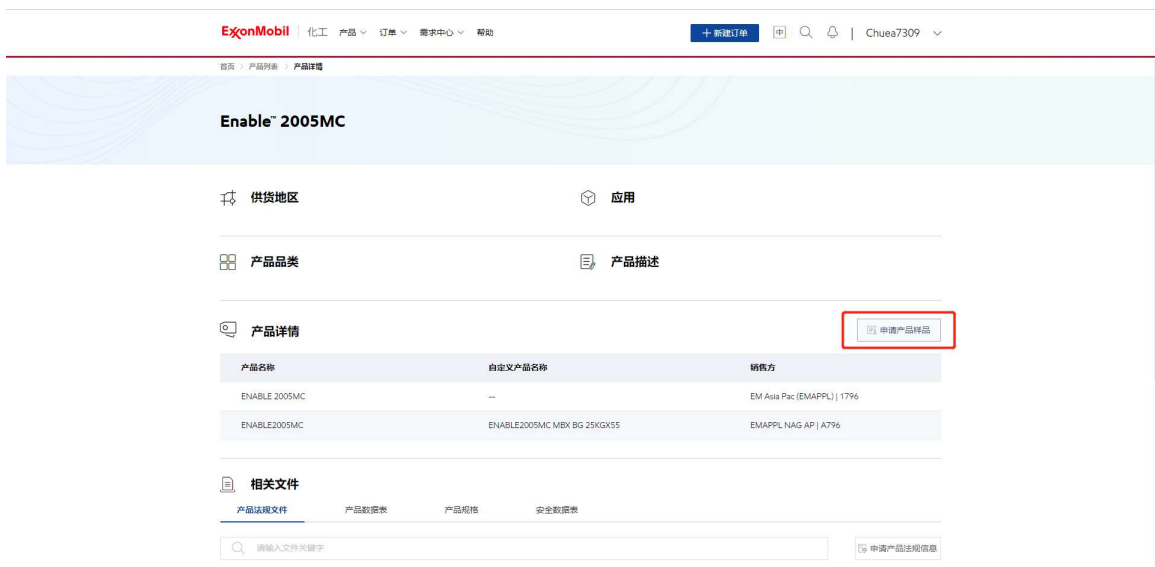 ExxonMobil 化工 产品 订单 需求中心 帮助 十新建订单 中 Chuea7309
首页 > 产品列表 > 产品详情
Enable™ 2005MC
供货地区 应用
产品品类 产品描述
产品详情 申请产品样品
产品名称 自定义产品名称 销售方
ENABLE 2005MC -- EM Asia Pac (EMAPPL) | 1796
ENABLE2005MC ENABLE2005MC MBX BG 25KGX55 EMAPPL NAG AP | A796
相关文件
产品法规文件 产品数据表 产品规格 安全数据表
请输入文件关键字 申请产品法规信息